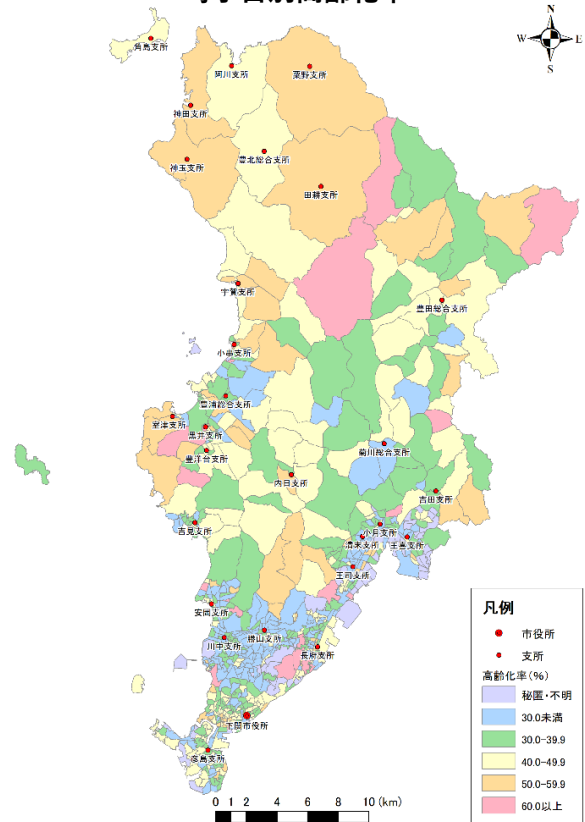 N
W E
S
角島支所
阿川支所
粟野支所
神田支所
豊北総合支所
神玉支所
田耕支所
宇賀支所
豊田総合支所
小串支所
豊浦総合支所
室津支所
黒井支所
菊川総合支所
豊洋台支所
内日支所
吉田支所
吉見支所
小月支所
清末支所
王喜支所
王司支所
安岡支所
川中支所
勝山支所
長府支所
下関市役所
彦島支所
凡例
市役所
支所
高齢化率(%)
秘匿・不明
30.0未満
30.0-39.9
40.0-49.9
50.0-59.9
60.0以上
0 1 2 4 6 8 10 (km)